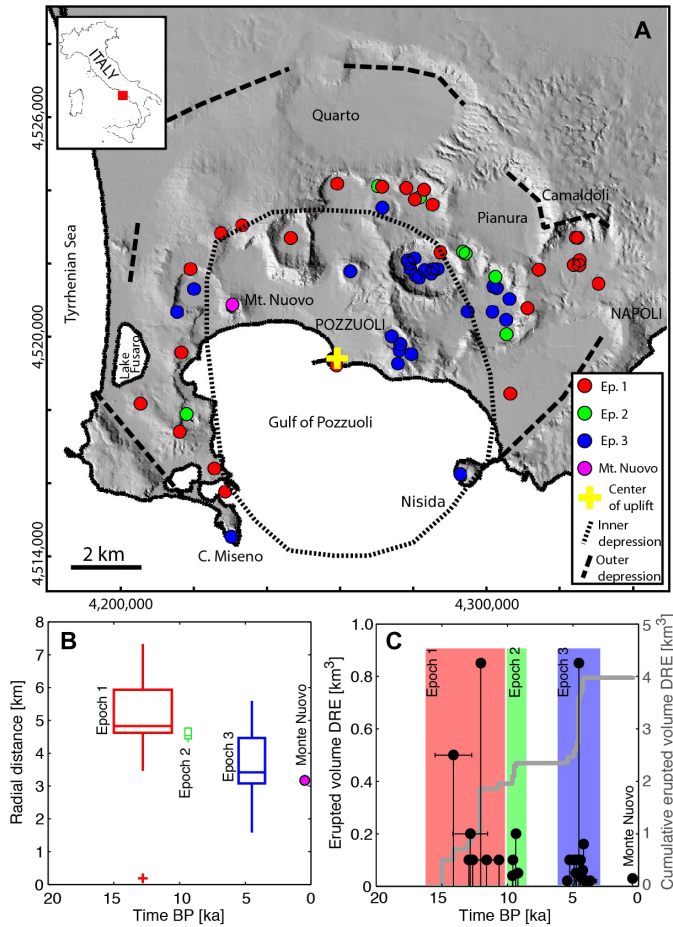 A
ITALY
4,526,000
4,520,000
4,514,000
Quarto
Camaldoli
Pianura
Tyrrhenian Sea
Mt. Nuovo
NAPOLI
POZZUOLI
Lake
Fusaro
Gulf of Pozzuoli
Nisida
C. Miseno
2 km
Ep. 1
Ep. 2
Ep. 3
Mt. Nuovo
Center
of uplift
Inner
depression
Outer
depression
4,200,000
4,300,000
B
Radial distance [km]
8
7
6
5
4
3
2
1
0
Epoch 1
Epoch 2
Epoch 3
Monte Nuovo
20
15
10
5
0
Time BP [ka]
C
Erupted volume DRE [km³]
1.0
0.8
0.6
0.4
0.2
0
Epoch 1
Epoch 2
Epoch 3
Monte Nuovo
5
4
3
2
1
0
Cumulative erupted volume DRE [km³]
20
15
10
5
0
Time BP [ka]